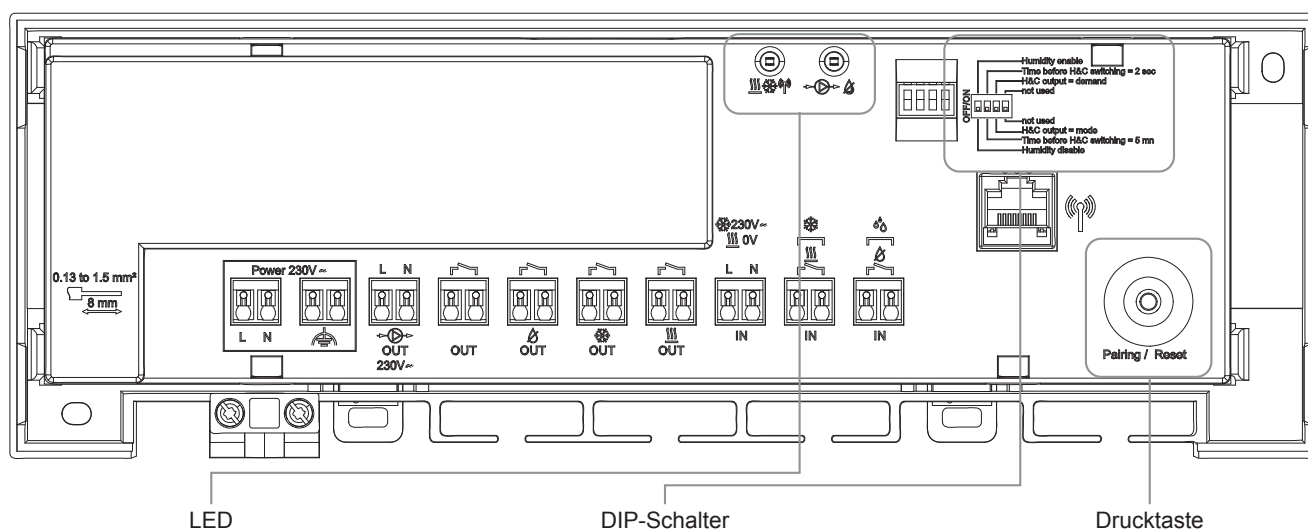 Humidity enable
Time before H&C switching = 2 sec
H&C output = demand
not used
OFF/ON
not used
H&C output = mode
Time before H&C switching = 5 mn
Humidity disable
230V
0V
0.13 to 1.5 mm²
8 mm
Power 230V
L N
L N
L N
OUT
230V
OUT
OUT
OUT
OUT
IN
IN
IN
Pairing / Reset
LED
DIP-Schalter
Drucktaste